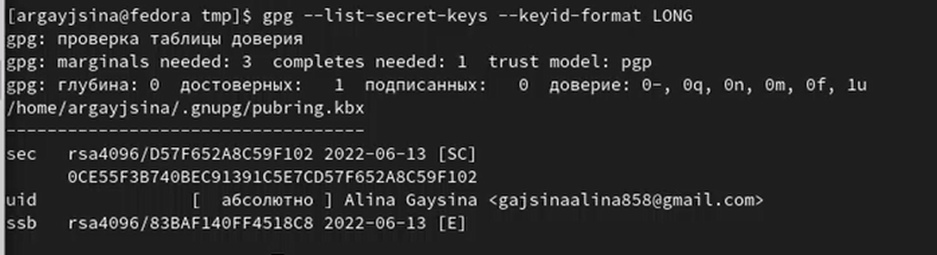 [argayjsina@fedora tmp]$ gpg --list-secret-keys --keyid-format LONG
gpg: проверка таблицы доверия
gpg: marginals needed: 3  completes needed: 1  trust model: pgp
gpg: глубина: 0  достоверных:   1  подписанных:   0  доверие: 0-, 0q, 0n, 0m, 0f, 1u
/home/argayjsina/.gnupg/pubring.kbx
-----------------------------------
sec   rsa4096/D57F652A8C59F102 2022-06-13 [SC]
      0CE55F3B740BEC91391C5E7CD57F652A8C59F102
uid              [  абсолютно ] Alina Gaysina <gajsinaalina858@gmail.com>
ssb   rsa4096/83BAF140FF4518C8 2022-06-13 [E]